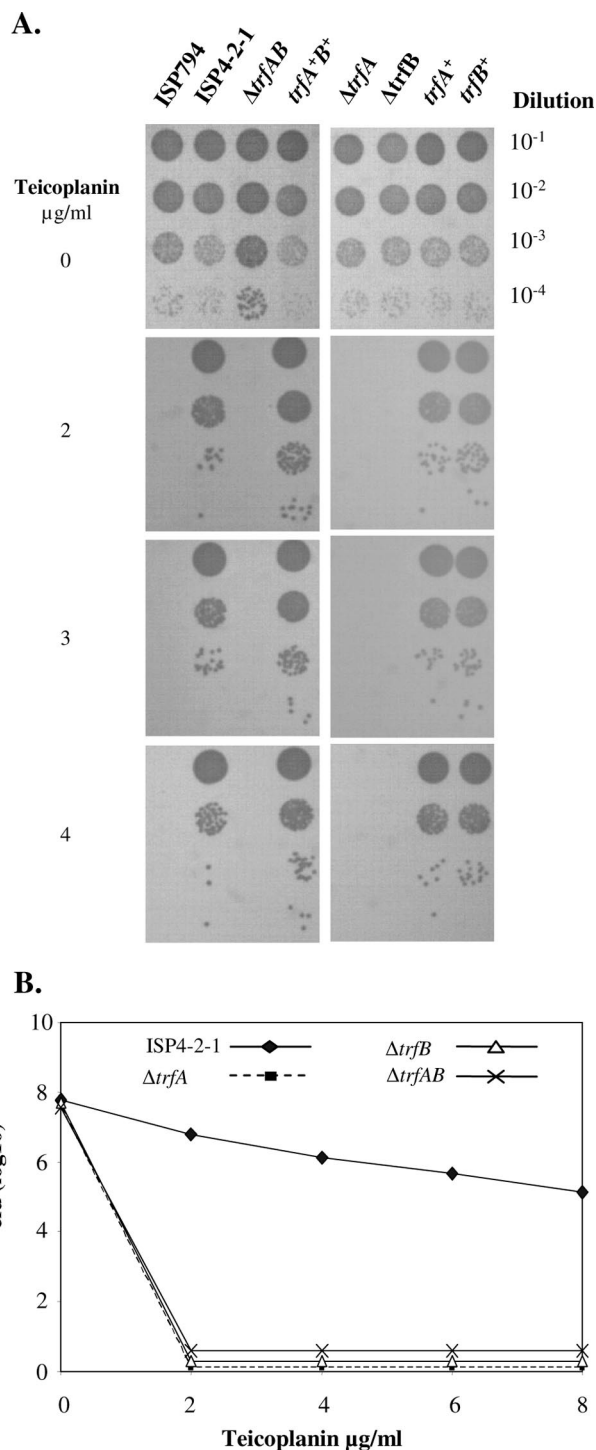 A.
ISP794 ISP4-2-1 ΔtrfAB trfA⁺B⁺ ΔtrfA ΔtrfB trfA⁺ trfB⁺ Dilution
Teicoplanin
µg/ml
0
10⁻¹
10⁻²
10⁻³
10⁻⁴
2
3
4
B.
10
8
6
4
2
0
ISP4-2-1
ΔtrfA
ΔtrfB
ΔtrfAB
0 2 4 6 8
Teicoplanin µg/ml